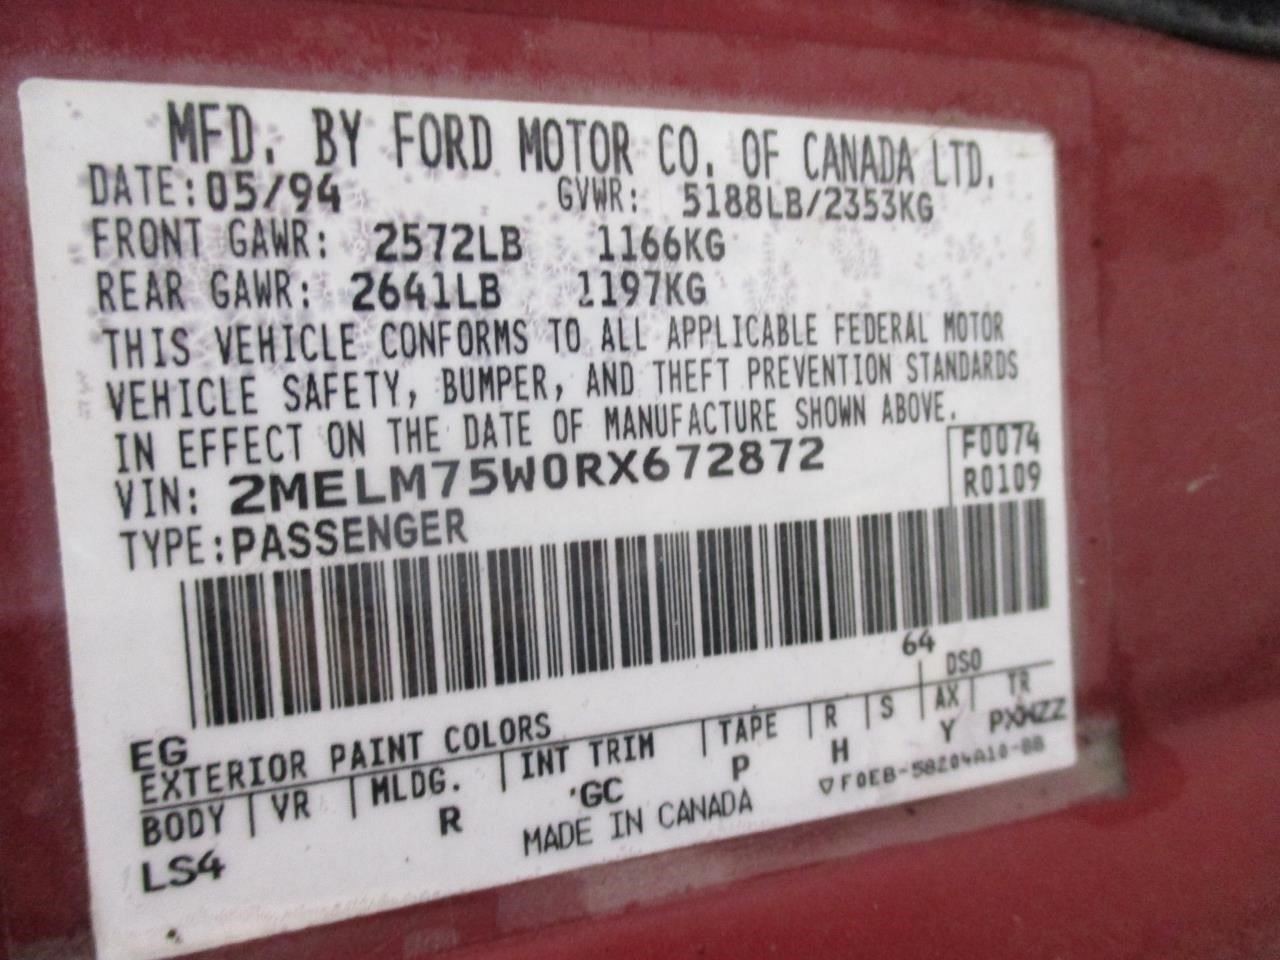 MFD. BY FORD MOTOR CO. OF CANADA LTD.
DATE: 05/94 GVWR: 5188LB/2353KG
FRONT GAWR: 2572LB 1166KG
REAR GAWR: 2641LB 1197KG
THIS VEHICLE CONFORMS TO ALL APPLICABLE FEDERAL MOTOR
VEHICLE SAFETY, BUMPER, AND THEFT PREVENTION STANDARDS
IN EFFECT ON THE DATE OF MANUFACTURE SHOWN ABOVE.
VIN: 2MELM75W0RX672872
F0074
R0109
TYPE: PASSENGER
64
EG
EXTERIOR PAINT COLORS DSO
BODY VR MLDG. INT TRIM TAPE R S AX TR
LS4 R GC P H Y
MADE IN CANADA